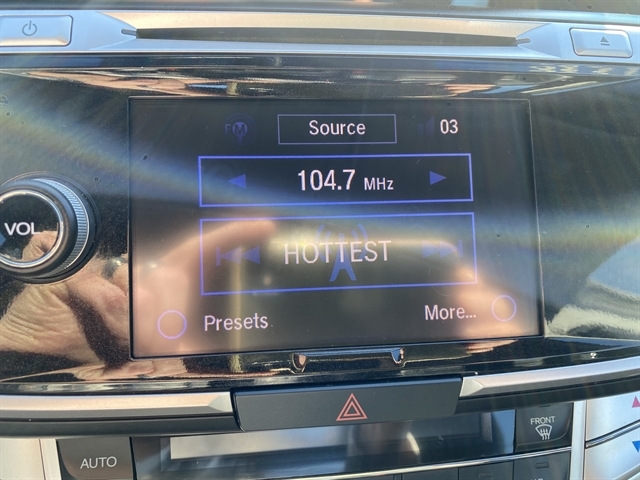 FM Source 03
104.7 MHz
VOL
HOTTEST
Presets More...
FRONT
AUTO